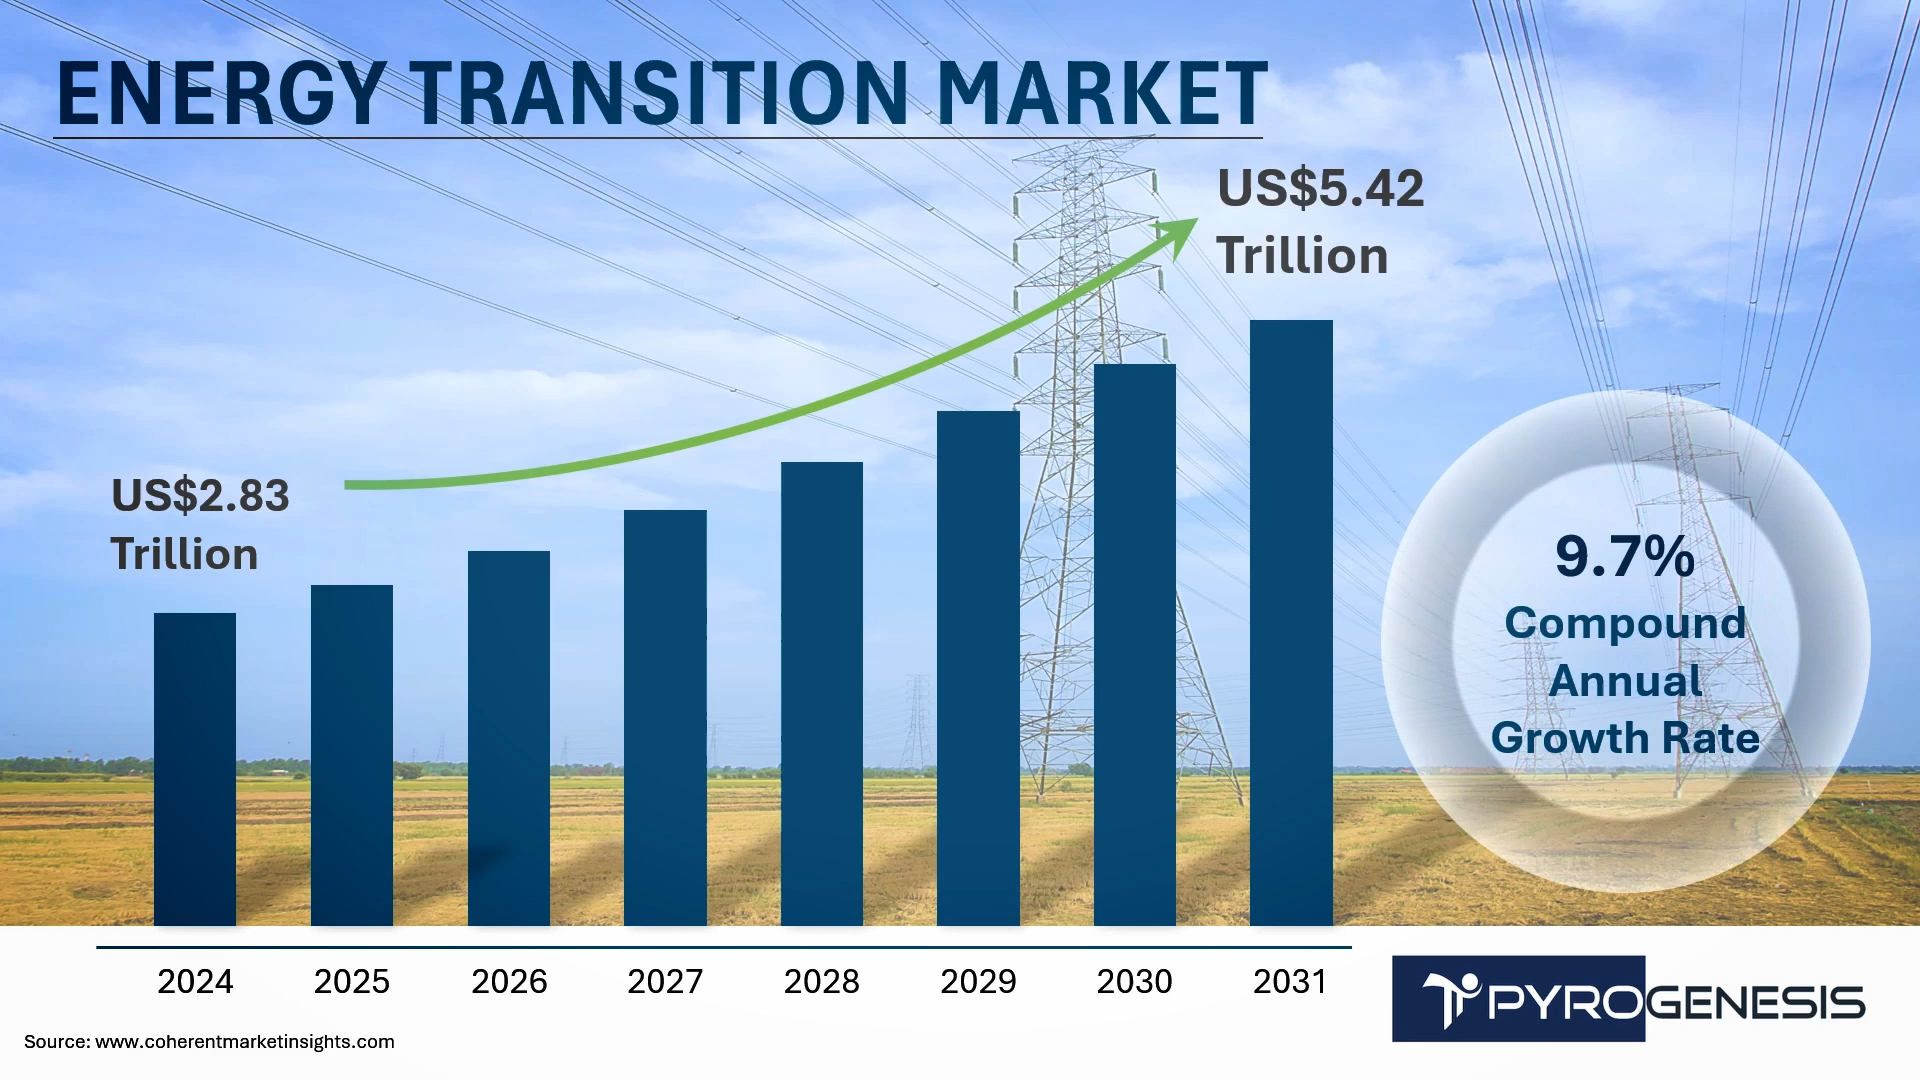 ENERGY TRANSITION MARKET
US$5.42
Trillion
US$2.83
Trillion
9.7%
Compound
Annual
Growth Rate
2024 2025 2026 2027 2028 2029 2030 2031
PYROGENESIS
Source: www.coherentmarketinsights.com